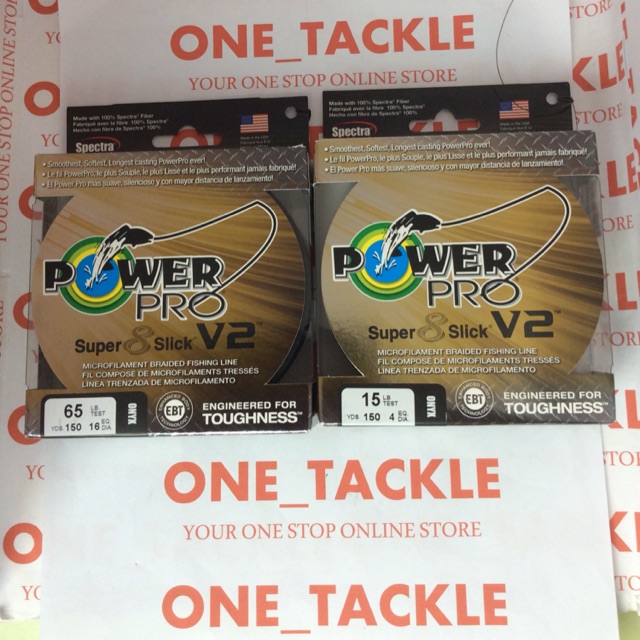 ONE_TACKLE
YOUR ONE STOP ONLINE STORE
Made with 100% Spectra® Fiber
Fabriqué avec la fibre 100% Spectra®
Hecho con fibra de Spectra® 100%
Spectra
• Smoothest, Softest, Longest casting PowerPro ever!
• Le fil PowerPro, le plus Souple, le plus Lisse et le plus performant jamais fabriqué!
• El Power Pro más suave, silencioso y con mayor distancia de lanzamiento!
POWER
PRO
Super 8 Slick V2™
MICROFILAMENT BRAIDED FISHING LINE
FIL COMPOSÉ DE MICROFILAMENTS TRESSÉS
LÍNEA TRENZADA DE MICROFILAMENTO
65 LB. TEST
YDS. 150 16 EQ. DIA
ONYX
EBT
ENGINEERED FOR
TOUGHNESS™
Made with 100% Spectra® Fiber
Fabriqué avec la fibre 100% Spectra®
Hecho con fibra de Spectra® 100%
Spectra
• Smoothest, Softest, Longest casting PowerPro ever!
• Le fil PowerPro, le plus Souple, le plus Lisse et le plus performant jamais fabriqué!
• El Power Pro más suave, silencioso y con mayor distancia de lanzamiento!
POWER
PRO
Super 8 Slick V2™
MICROFILAMENT BRAIDED FISHING LINE
FIL COMPOSÉ DE MICROFILAMENTS TRESSÉS
LÍNEA TRENZADA DE MICROFILAMENTO
15 LB. TEST
YDS. 150 4 EQ. DIA
ONYX
EBT
ENGINEERED FOR
TOUGHNESS™
ONE_TACKLE
YOUR ONE STOP ONLINE STORE
ONE_TACKLE